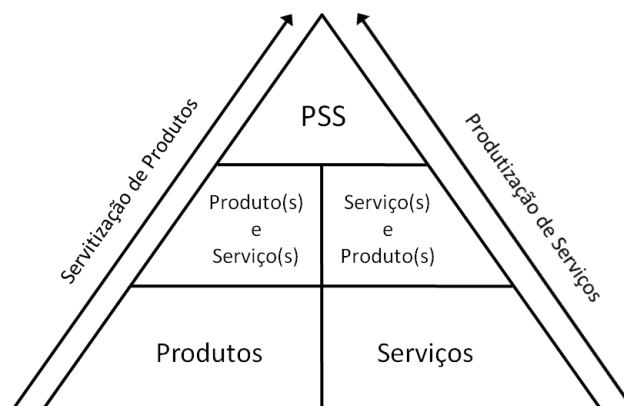 PSS
Servitização de Produtos
Produtização de Serviços
Produto(s)
e
Serviço(s)
Serviço(s)
e
Produto(s)
Produtos
Serviços